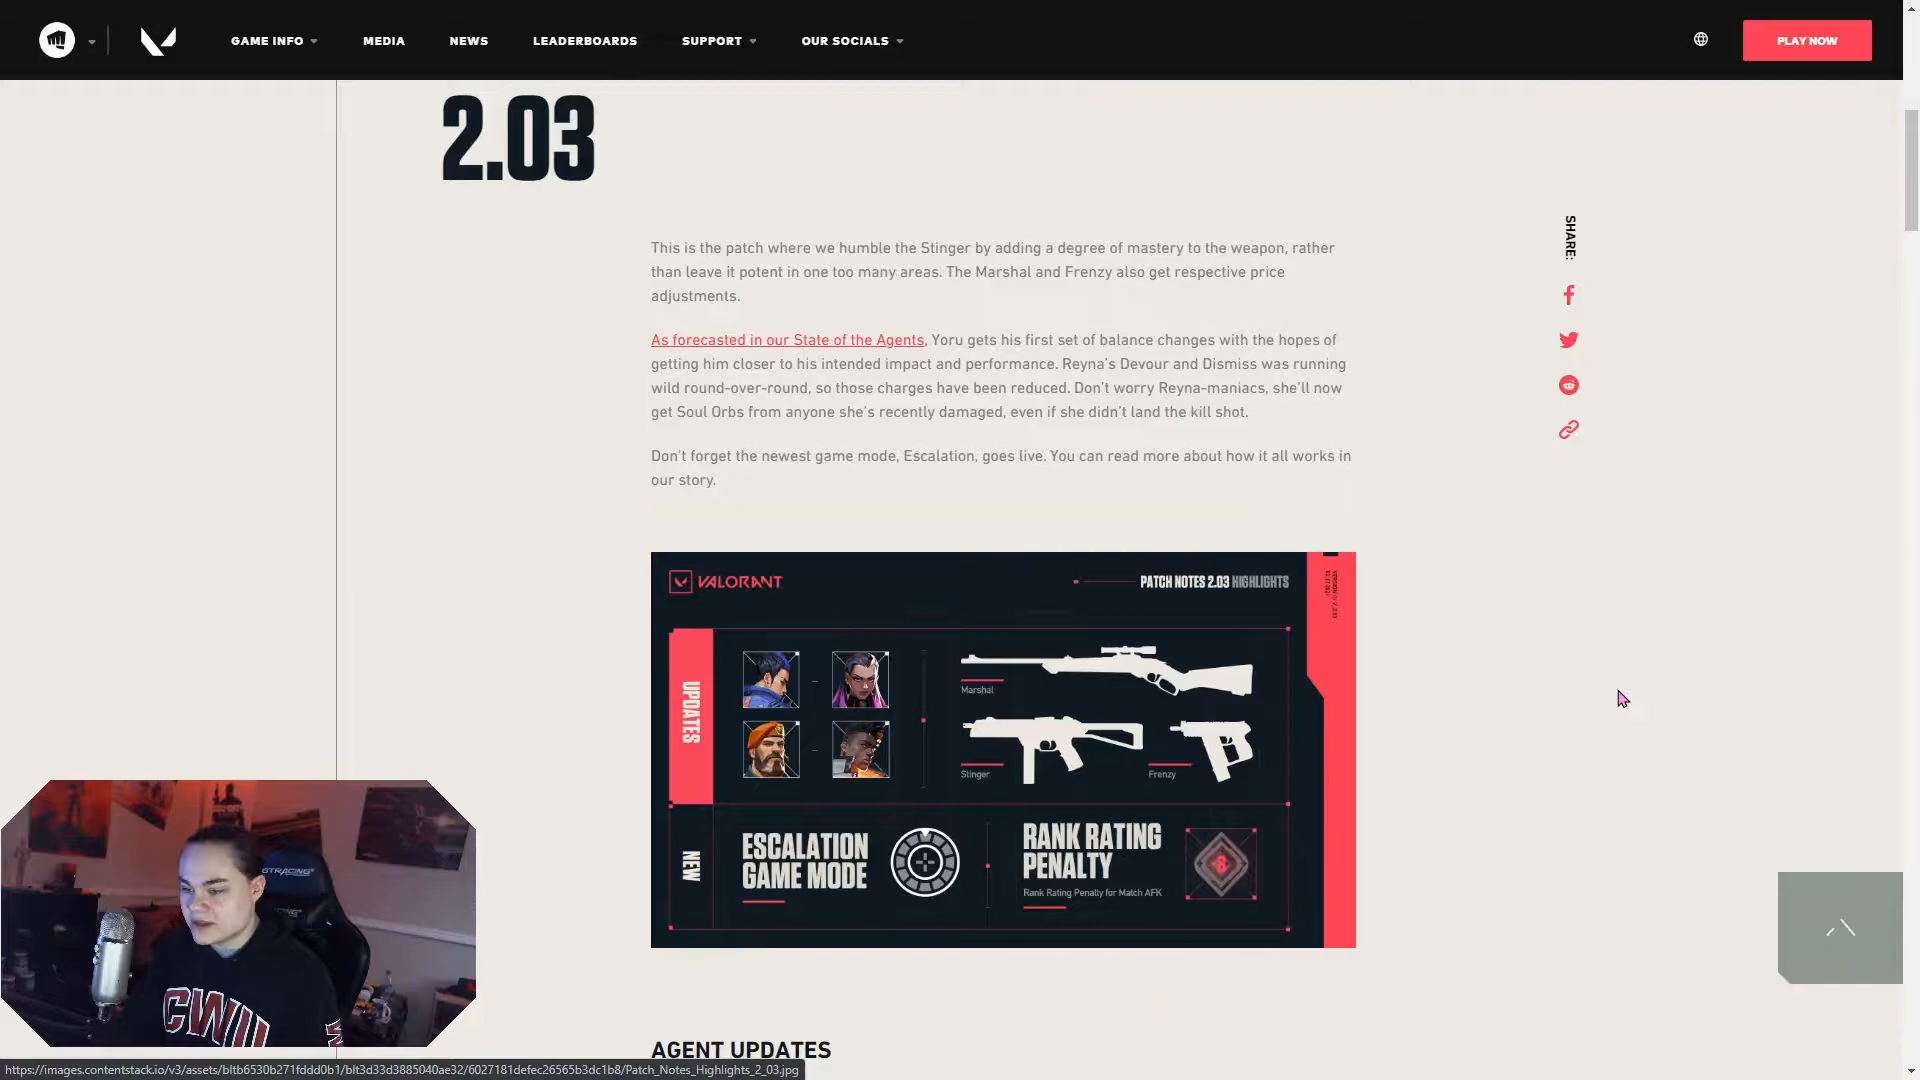 GAME INFO
MEDIA
NEWS
LEADERBOARDS
SUPPORT
OUR SOCIALS
PLAY NOW
2.03
SHARE:
This is the patch where we humble the Stinger by adding a degree of mastery to the weapon, rather
than leave it potent in one too many areas. The Marshal and Frenzy also get respective price
adjustments.
As forecasted in our State of the Agents, Yoru gets his first set of balance changes with the hopes of
getting him closer to his intended impact and performance. Reyna's Devour and Dismiss was running
wild round-over-round, so those charges have been reduced. Don't worry Reyna-maniacs, she'll now
get Soul Orbs from anyone she's recently damaged, even if she didn't land the kill shot.
Don't forget the newest game mode, Escalation, goes live. You can read more about how it all works in
our story.
VALORANT
PATCH NOTES 2.03 HIGHLIGHTS
UPDATES
Marshal
Stinger
Frenzy
NEW
ESCALATION
GAME MODE
RANK RATING
PENALTY
Rank Rating Penalty for Match AFK
GTRACING
CWU
AGENT UPDATES
https://images.contentstack.io/v3/assets/bltb6530b271fddd0b1/blt3d33d3885040ae32/6027181defec26565b3dc1b8/Patch_Notes_Highlights_2_03.jpg